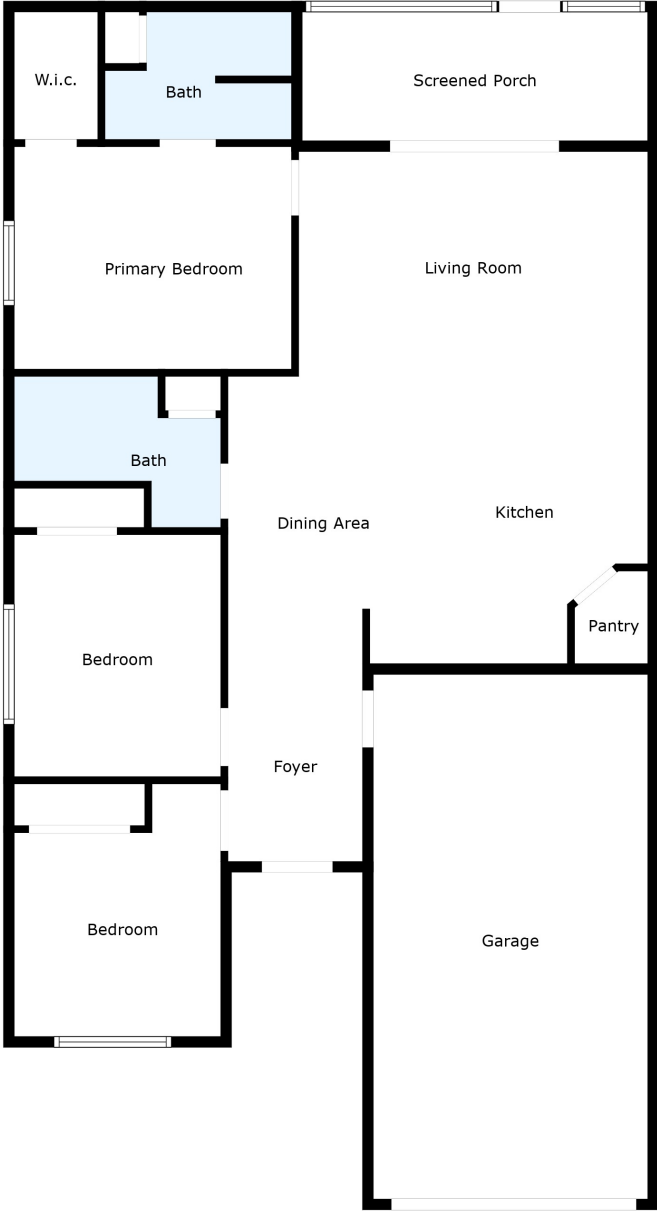 W.i.c.
Bath
Screened Porch
Primary Bedroom
Living Room
Bath
Dining Area
Kitchen
Pantry
Bedroom
Foyer
Bedroom
Garage